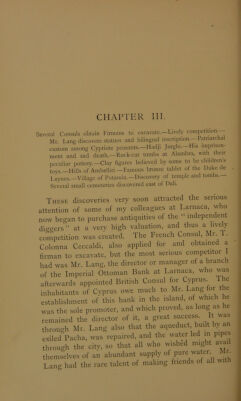 CHAPTER III.
Several Consuls obtain Firmans to excavate.—Lively competition.—
Mr. Lang discovers statues and bilingual inscription.—Patriarchal
custom among Cypriote peasants.—Hadji Jorghi.—His imprison-
ment and sad death.—Rock-cut tombs at Alambra, with their
peculiar pottery.—Clay figures believed by some to be children's
toys.—Hills of Ambellíri—Famous bronze tablet of the Duke de
Luynes.—Village of Potamia.—Discovery of temple and tombs.—
Several small cemeteries discovered east of Dali.
These discoveries very soon attracted the serious
attention of some of my colleagues at Larnaca, who
now began to purchase antiquities of the "independent
diggers" at a very high valuation, and thus a lively
competition was created. The French Consul, Mr. T.
Colonna Ceccaldi, also applied for and obtained a
firman to excavate, but the most serious competitor I
had was Mr. Lang, the director or manager of a branch
of the Imperial Ottoman Bank at Larnaca, who was
afterwards appointed British Consul for Cyprus. The
inhabitants of Cyprus owe much to Mr. Lang for the
establishment of this bank in the island, of which he
was the sole promoter, and which proved, as long as he
remained the director of it, a great success. It was
through Mr. Lang also that the aqueduct, built by an
exiled Pacha, was repaired, and the water led in pipes
through the city, so that all who wished might avail
themselves of an abundant supply of pure water. Mr.
Lang had the rare talent of making friends of all with